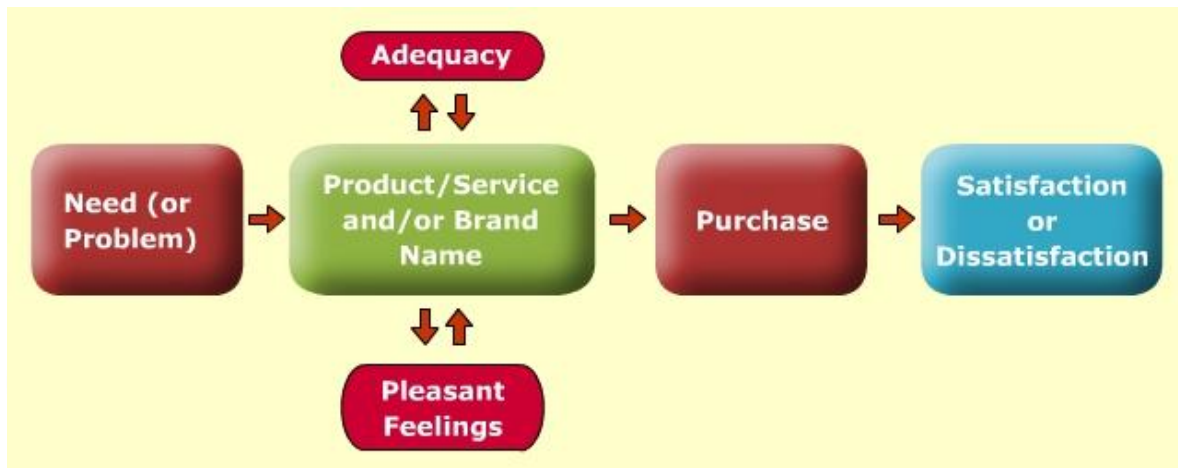 Adequacy
Need (or
Problem)
Product/Service
and/or Brand
Name
Purchase
Satisfaction
or
Dissatisfaction
Pleasant
Feelings